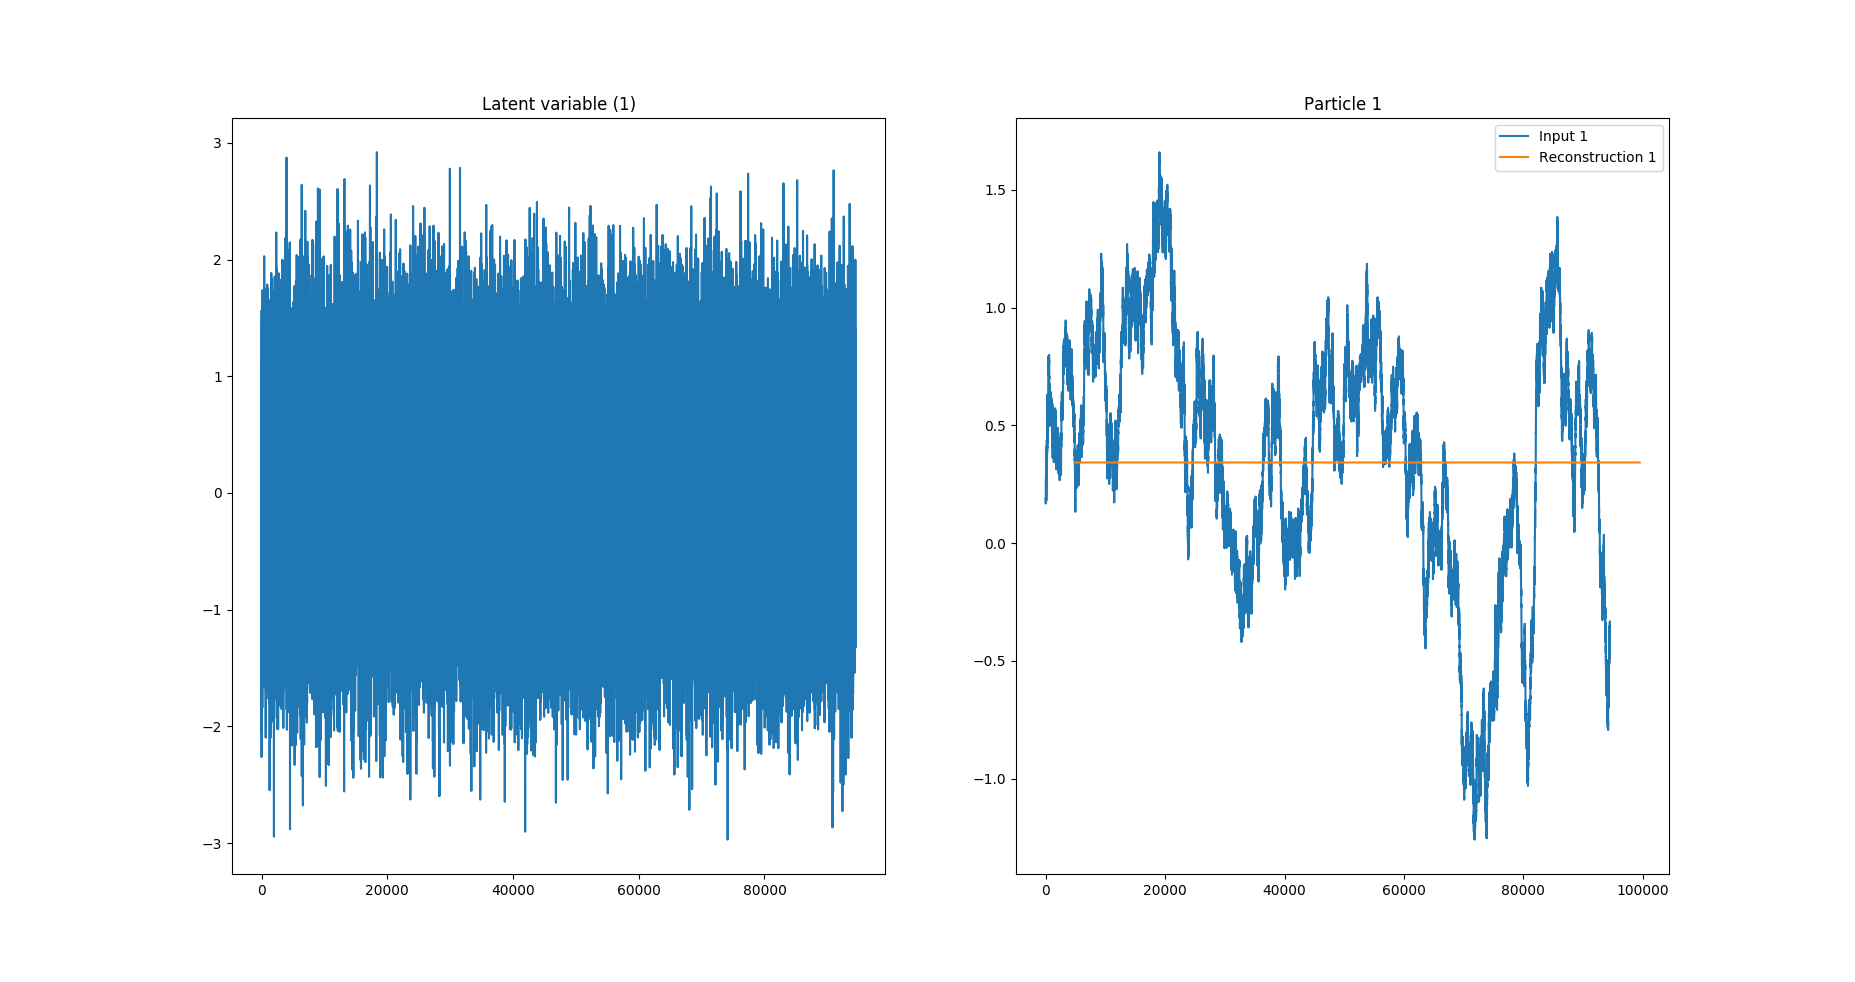 Latent variable (1)
3
2
1
0
−1
−2
−3
0 20000 40000 60000 80000
Particle 1
Input 1
Reconstruction 1
1.5
1.0
0.5
0.0
−0.5
−1.0
0 20000 40000 60000 80000 100000